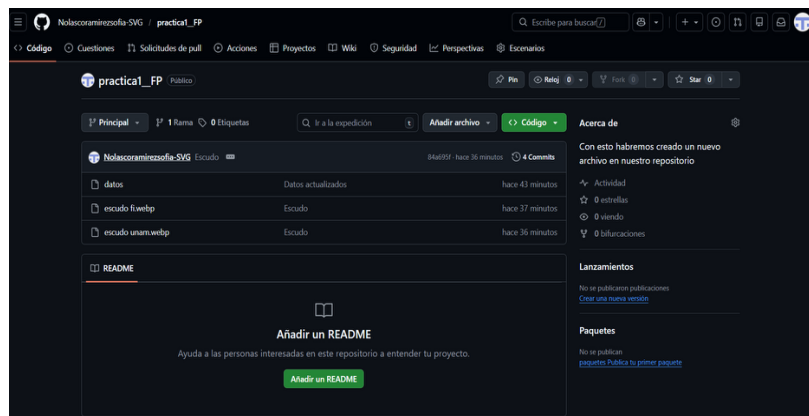 Nolascoramirezsofia-SVG / practica1_FP
Escribe para buscar /
Código Cuestiones Solicitudes de pull Acciones Proyectos Wiki Seguridad Perspectivas Escenarios
practica1__FP Público
Pin Reloj 0 Fork 0 Star 0
Principal 1 Rama 0 Etiquetas Ir a la expedición t Añadir archivo Código
Nolascoramirezsofia-SVG Escudo 84a695f · hace 36 minutos 4 Commits
datos Datos actualizados hace 43 minutos
escudo fi.webp Escudo hace 37 minutos
escudo unam.webp Escudo hace 36 minutos
README
Añadir un README
Ayuda a las personas interesadas en este repositorio a entender tu proyecto.
Añadir un README
Acerca de
Con esto habremos creado un nuevo
archivo en nuestro repositorio
Actividad
0 estrellas
0 viendo
0 bifurcaciones
Lanzamientos
No se publicaron publicaciones
Crear una nueva versión
Paquetes
No se publican
paquetes Publica tu primer paquete